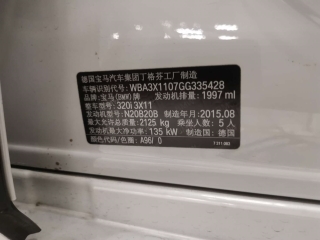 德国宝马汽车集团丁格芬工厂制造
车辆识别代号: WBA3X1107GG335428
品牌: 宝马(BMW)牌 发动机排量: 1997 ml
整车型号: 320i 3X11
发动机型号: N20B20B 制造年月: 2015.08
最大允许总质量: 2125 kg 乘坐人数: 5 人
发动机最大净功率: 135 kW 制造国: 德国
颜色代码/色漆: A96/ 0
7 311 083